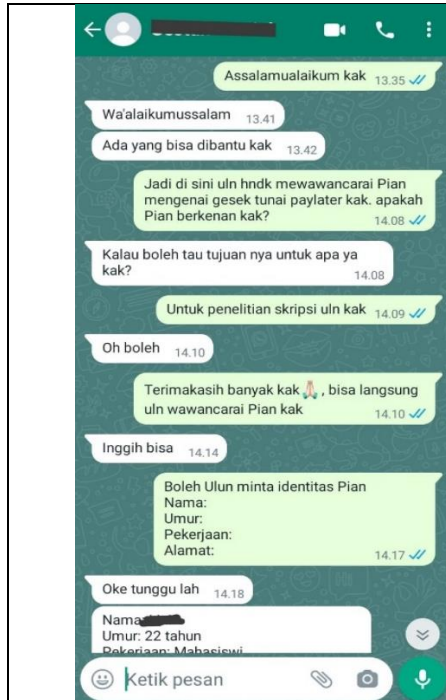 Assalamualaikum kak 13.35
Wa'alaikumussalam 13.41
Ada yang bisa dibantu kak 13.42
Jadi di sini uln hndk mewawancarai Pian
mengenai gesek tunai paylater kak. apakah
Pian berkenan kak?
14.08
Kalau boleh tau tujuan nya untuk apa ya
kak?
14.08
Untuk penelitian skripsi uln kak 14.09
Oh boleh 14.10
Terimakasih banyak kak🙏🏻, bisa langsung
uln wawancarai Pian kak
14.10
Inggih bisa 14.14
Boleh Ulun minta identitas Pian
Nama:
Umur:
Pekerjaan:
Alamat:
14.17
Oke tunggu lah 14.18
Nama
Umur: 22 tahun
Pekerjaan: Mahasiswi
Ketik pesan